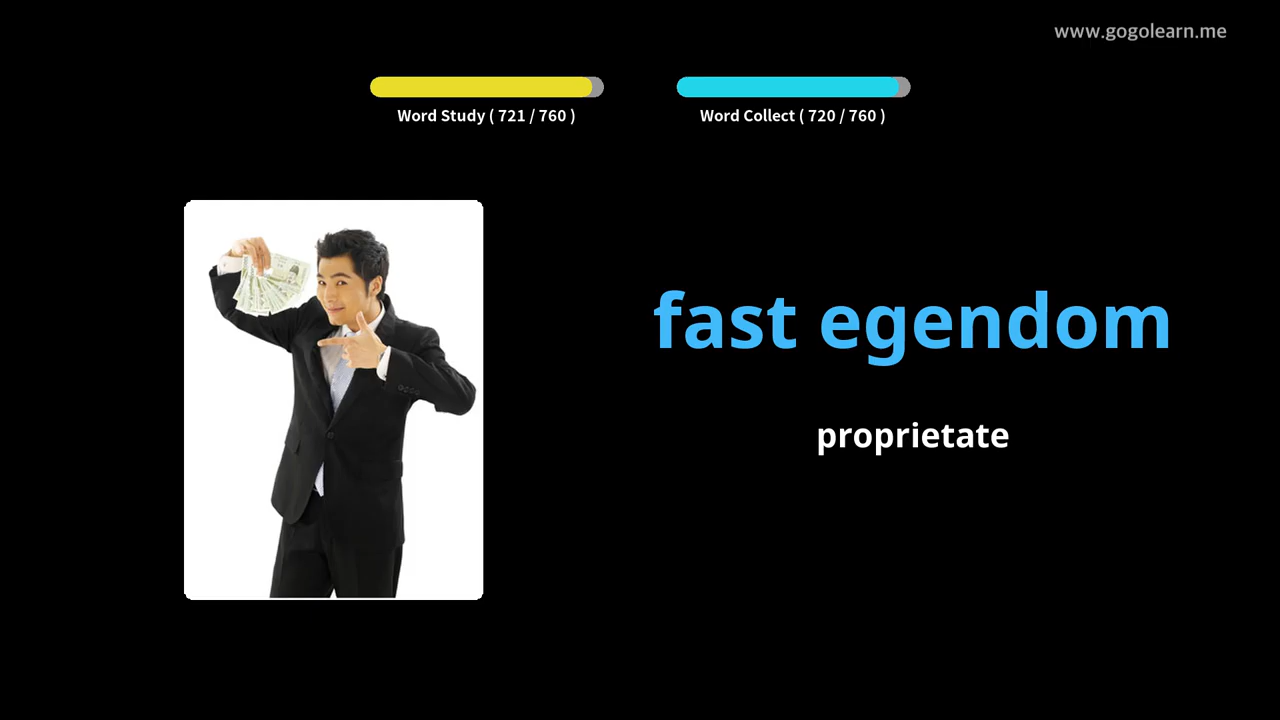 www.gogolearn.me
Word Study ( 721 / 760 )
Word Collect ( 720 / 760 )
fast egendom
proprietate